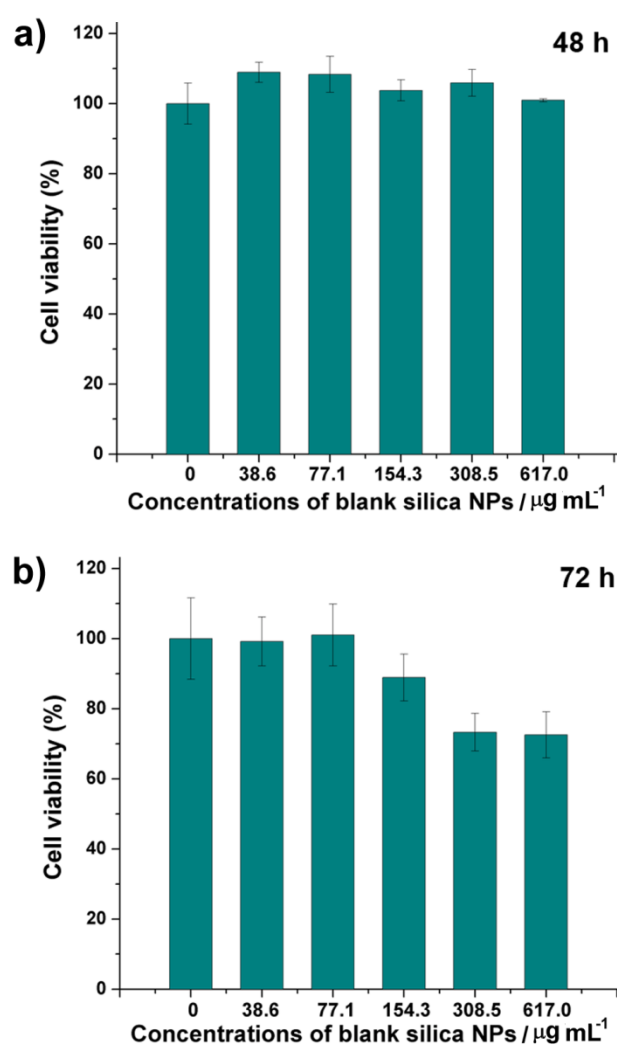 a)
48 h
120
100
80
60
40
20
0
Cell viability (%)
0 38.6 77.1 154.3 308.5 617.0
Concentrations of blank silica NPs / μg mL-1
b)
72 h
120
100
80
60
40
20
0
Cell viability (%)
0 38.6 77.1 154.3 308.5 617.0
Concentrations of blank silica NPs / μg mL-1